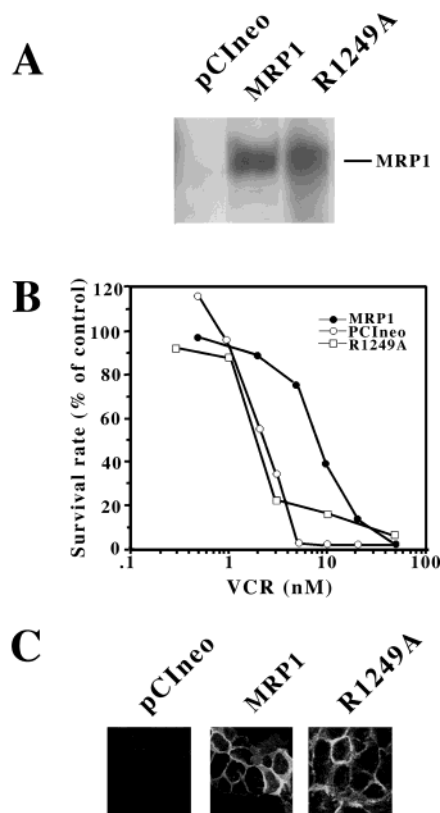 A
pCIneo
MRP1
R1249A
MRP1
B
120
100
80
60
40
20
0
Survival rate (% of control)
MRP1
PCIneo
R1249A
.1
1
10
100
VCR (nM)
C
pCIneo
MRP1
R1249A